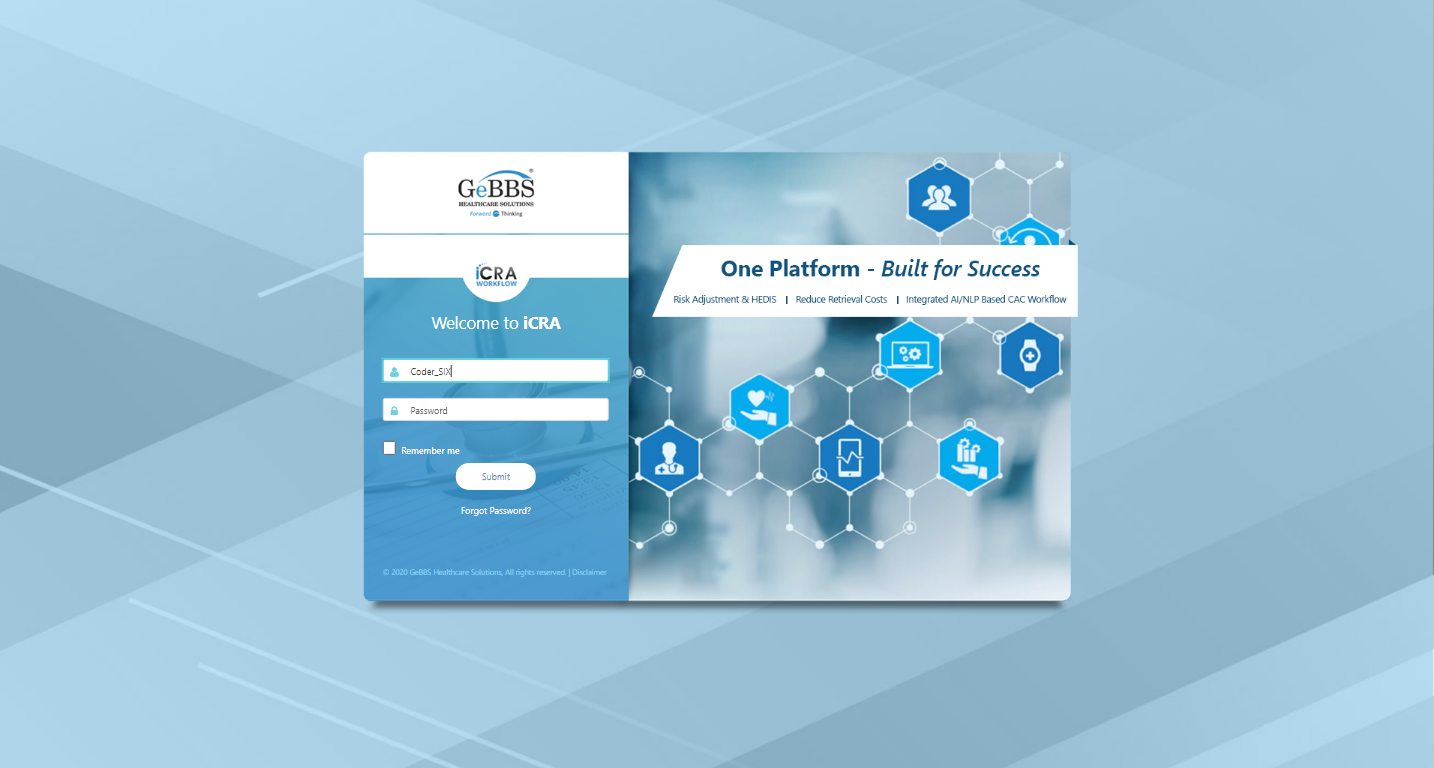 GeBBS®
HEALTHCARE SOLUTIONS
Forward Thinking
iCRA
WORKFLOW
Welcome to iCRA
Coder_SIX
Password
Remember me
Submit
Forgot Password?
© 2020 GeBBS Healthcare Solutions, All rights reserved. | Disclaimer
One Platform - Built for Success
Risk Adjustment & HEDIS | Reduce Retrieval Costs | Integrated AI/NLP Based CAC Workflow